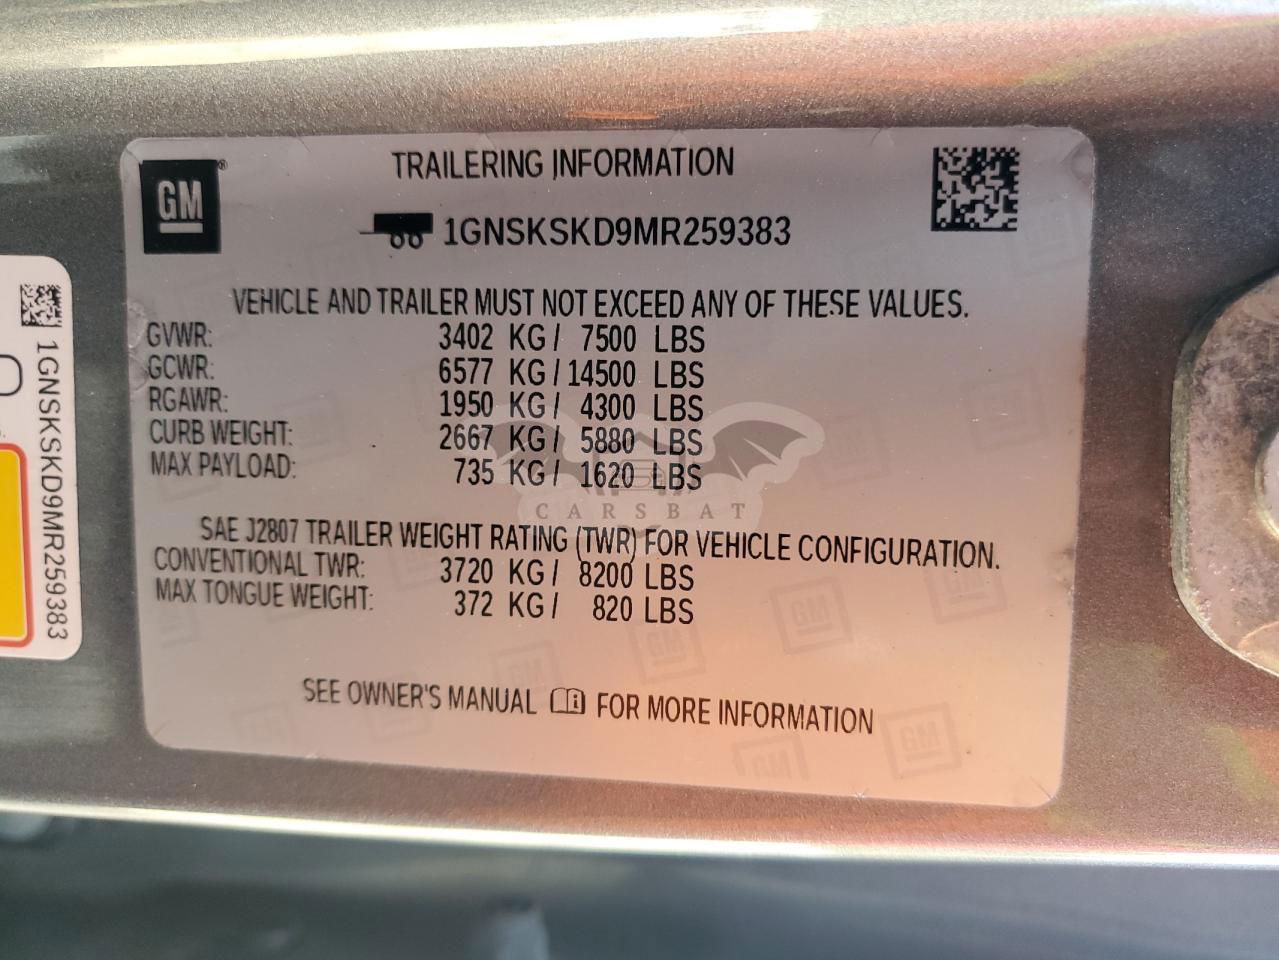 GM ®
TRAILERING INFORMATION
1GNSKSKD9MR259383
VEHICLE AND TRAILER MUST NOT EXCEED ANY OF THESE VALUES.
GVWR: 3402 KG / 7500 LBS
GCWR: 6577 KG / 14500 LBS
RGAWR: 1950 KG / 4300 LBS
CURB WEIGHT: 2667 KG / 5880 LBS
MAX PAYLOAD: 735 KG / 1620 LBS
CARSBAT
SAE J2807 TRAILER WEIGHT RATING (TWR) FOR VEHICLE CONFIGURATION.
CONVENTIONAL TWR: 3720 KG / 8200 LBS
MAX TONGUE WEIGHT: 372 KG / 820 LBS
SEE OWNER'S MANUAL FOR MORE INFORMATION
1GNSKSKD9MR259383